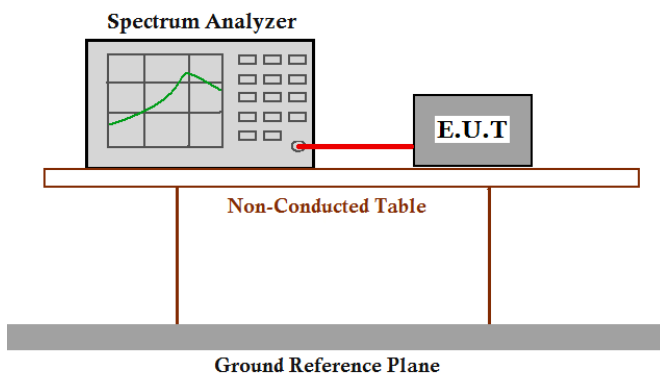 Spectrum Analyzer
E.U.T
Non-Conducted Table
Ground Reference Plane